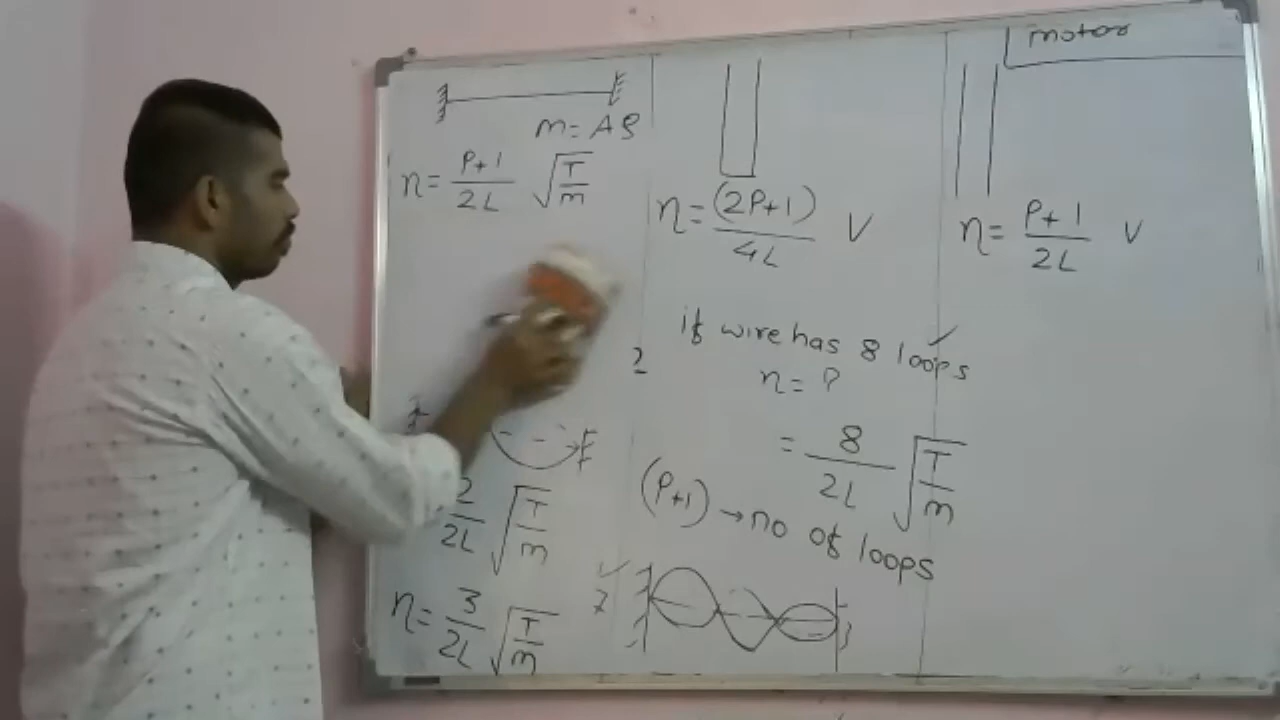 motor
m = Aρ
n = P+1 / 2L √T/m
n = (2P+1) / 4L V
n = P+1 / 2L V
if wire has 8 loops
n = ?
= 8 / 2L √T/m
(P+1) → no of loops
2 / 2L √T/m
n = 3 / 2L √T/m